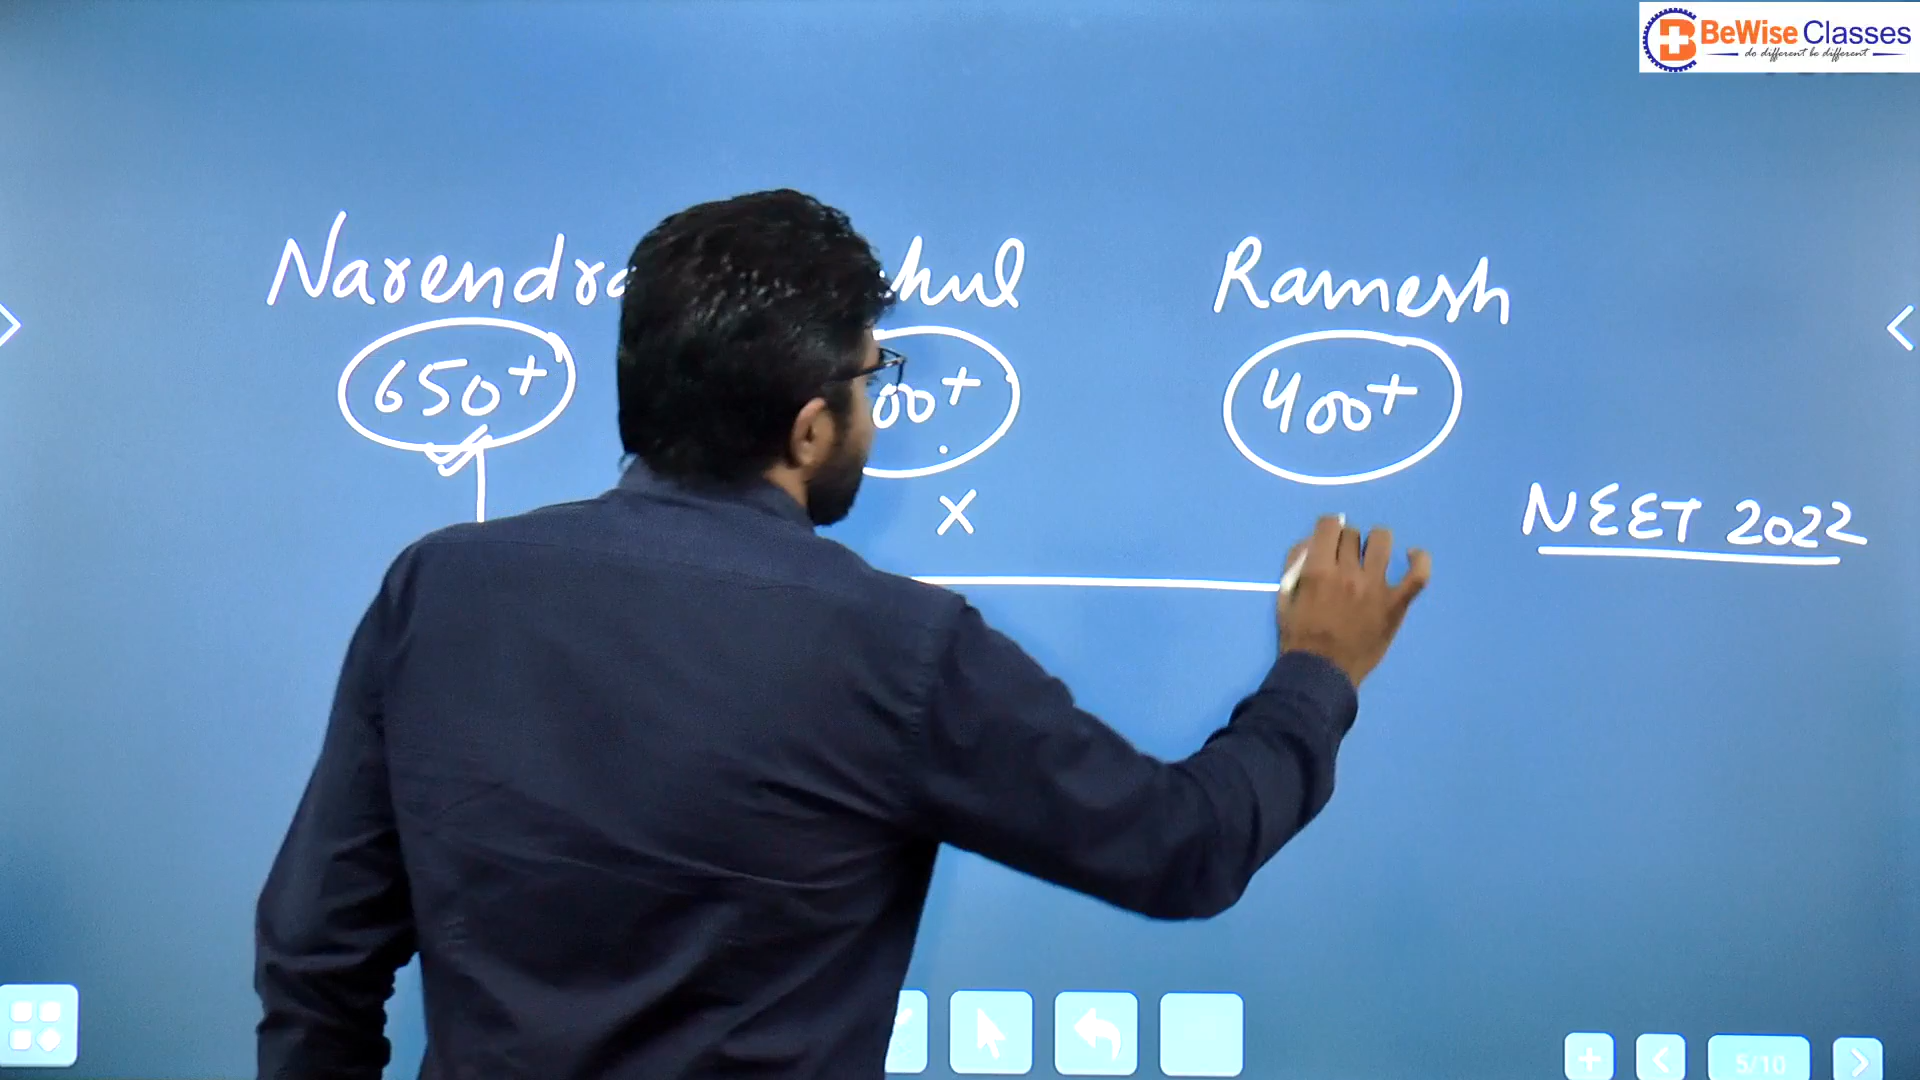 BeWise Classes
do different be different
Narendra hul Ramesh
650+ 00+ 400+
X
NEET 2022
5/10